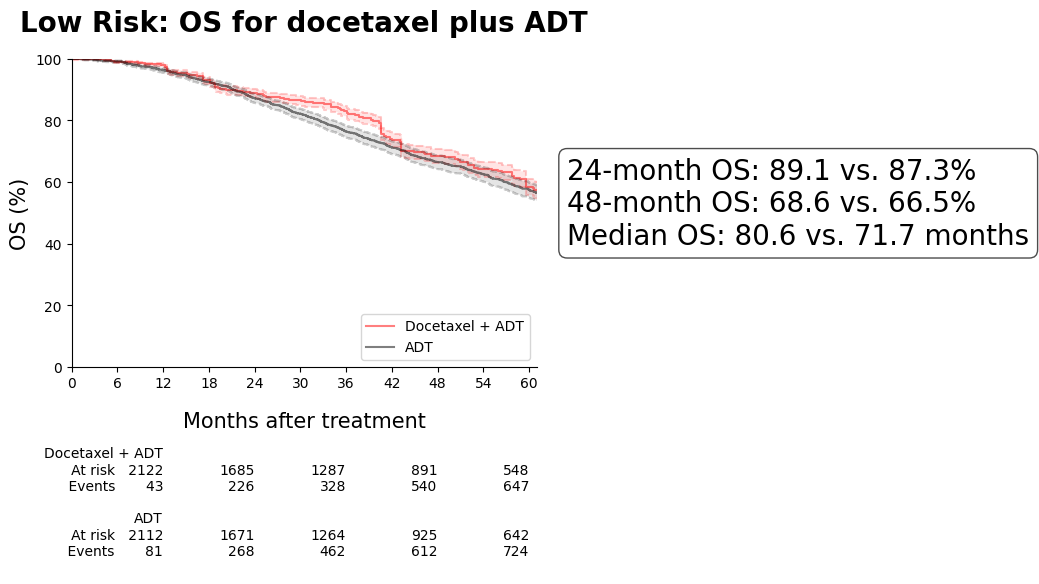 Low Risk: OS for docetaxel plus ADT
100
80
60
40
20
0
OS (%)
24-month OS: 89.1 vs. 87.3%
48-month OS: 68.6 vs. 66.5%
Median OS: 80.6 vs. 71.7 months
Docetaxel + ADT
ADT
0 6 12 18 24 30 36 42 48 54 60
Months after treatment
Docetaxel + ADT
At risk 2122 1685 1287 891 548
Events 43 226 328 540 647
ADT
At risk 2112 1671 1264 925 642
Events 81 268 462 612 724